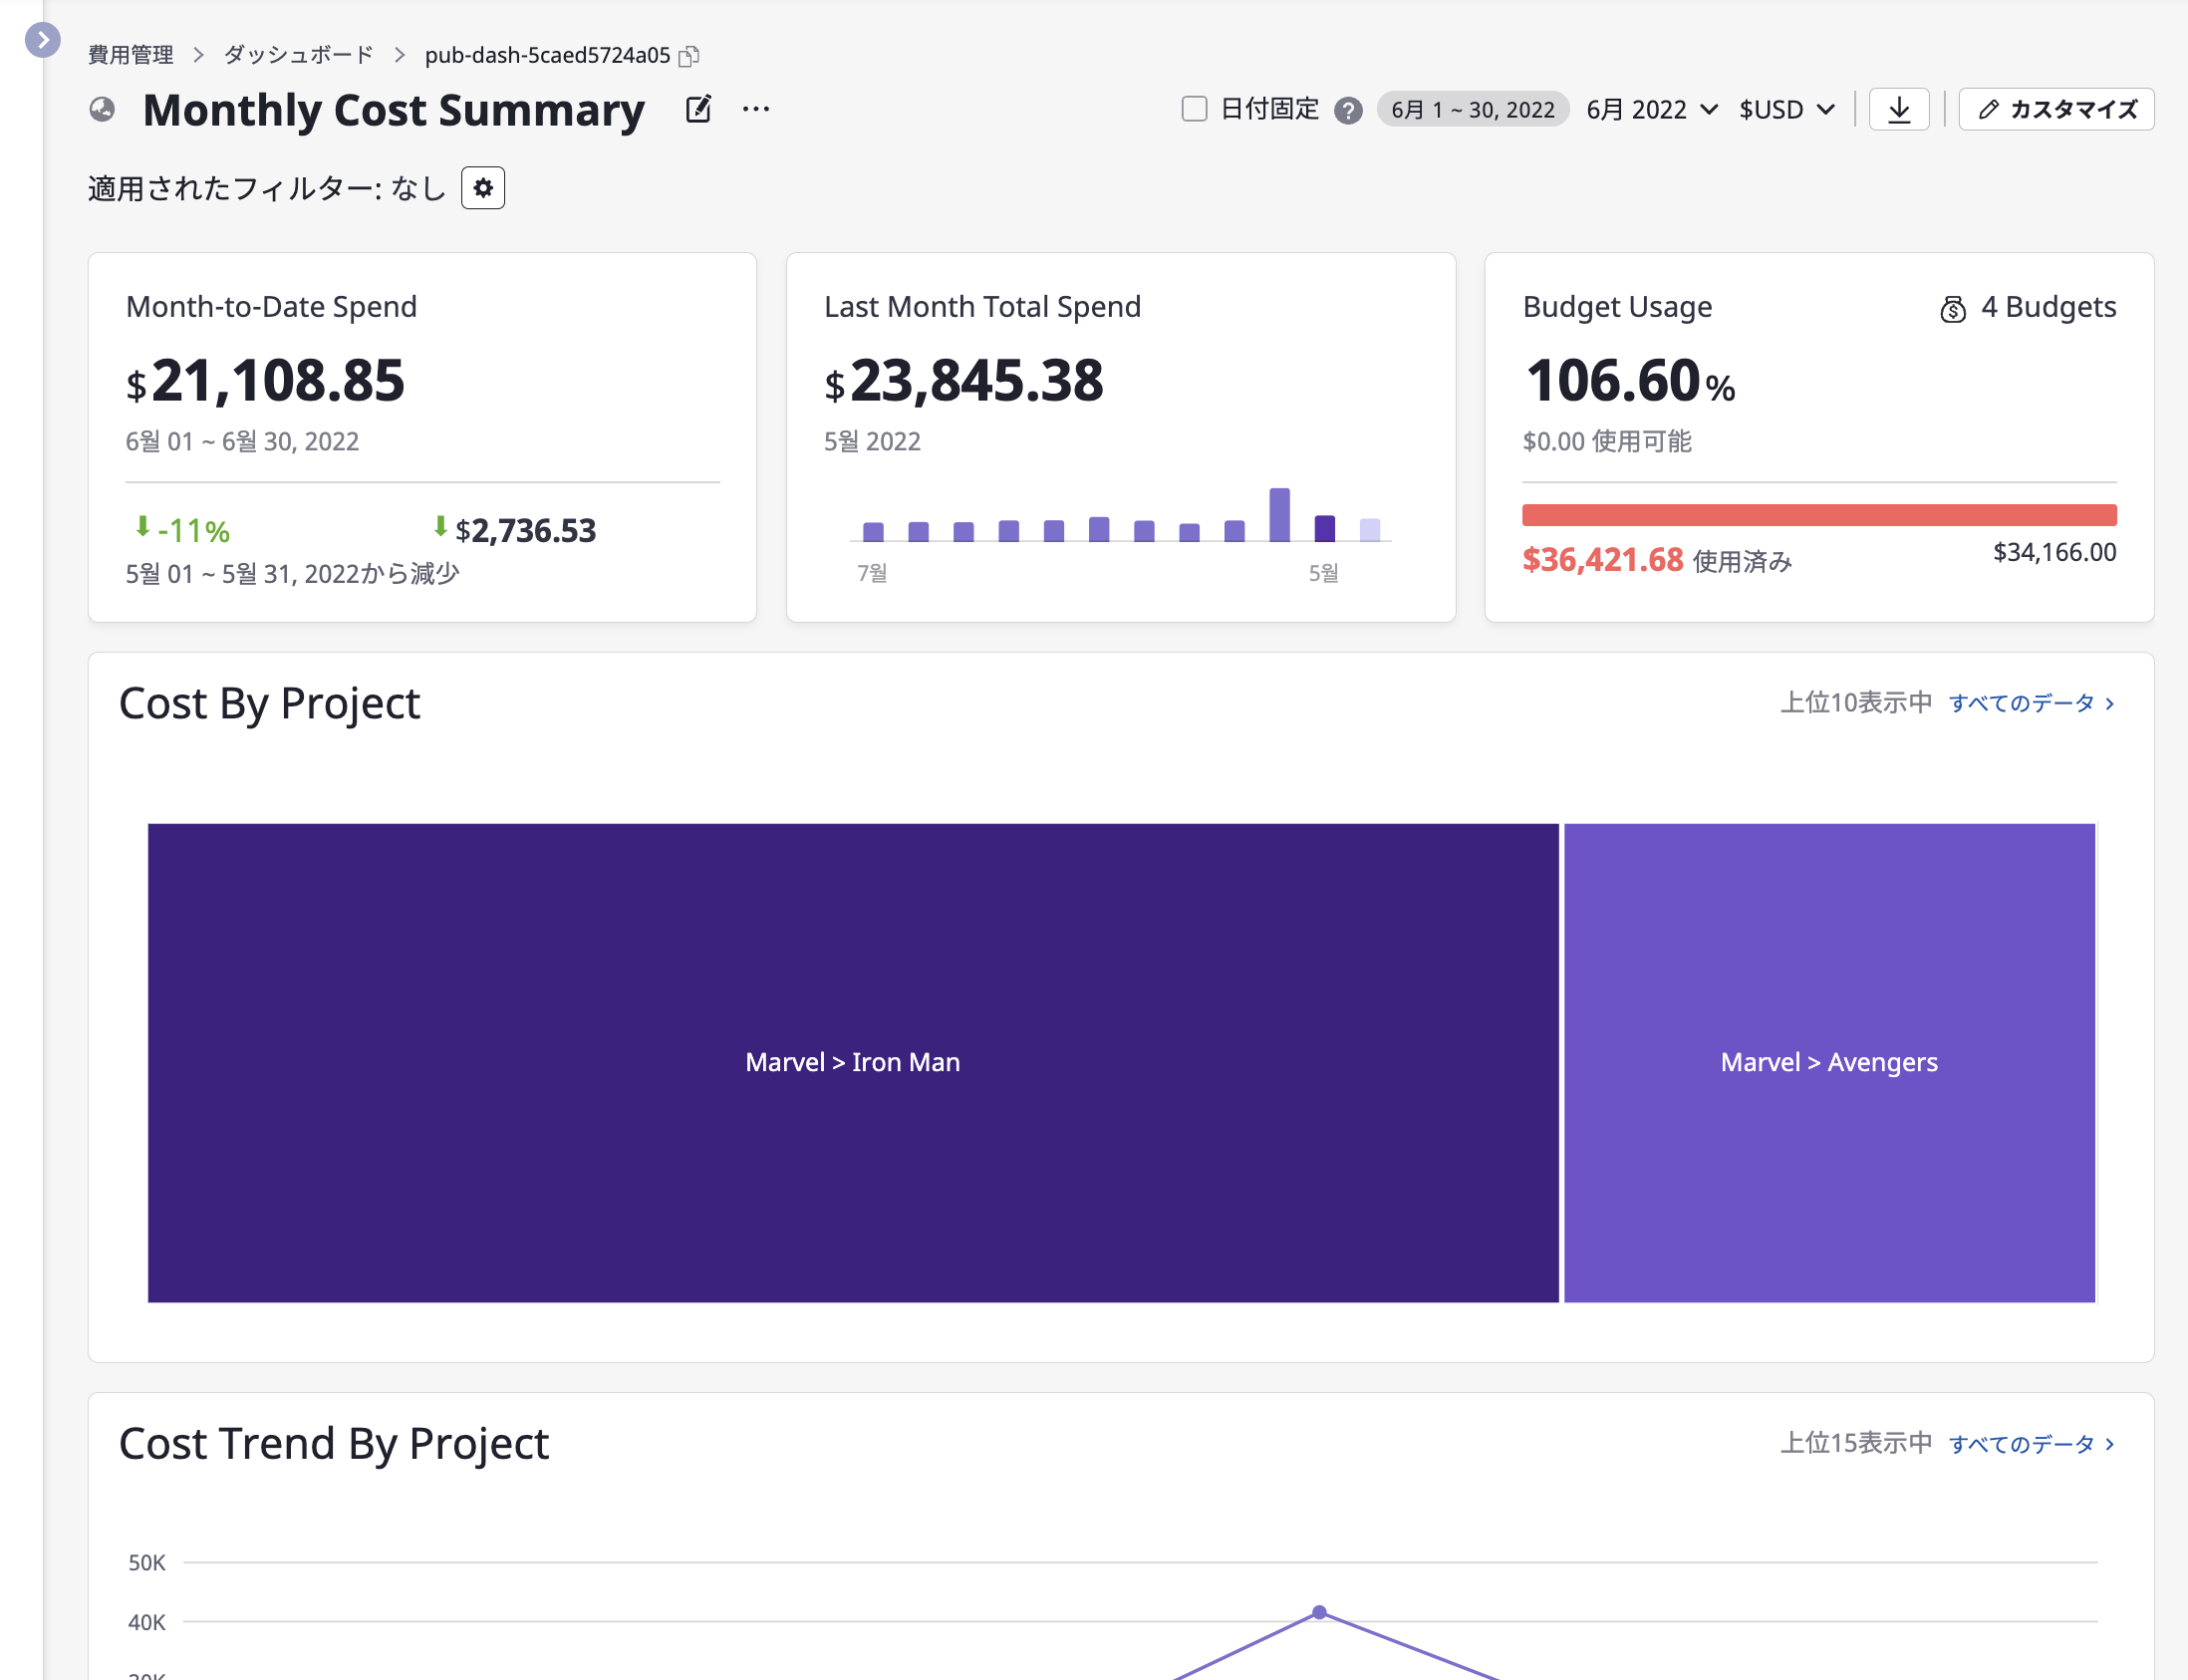 費用管理 > ダッシュボード > pub-dash-5caed5724a05
Monthly Cost Summary
日付固定 ? 6月 1 ~ 30, 2022 6月 2022 $USD カスタマイズ
適用されたフィルター: なし
Month-to-Date Spend
$21,108.85
6월 01 ~ 6월 30, 2022
-11% $2,736.53
5월 01 ~ 5월 31, 2022から減少
Last Month Total Spend
$23,845.38
5월 2022
7월 5월
Budget Usage 4 Budgets
106.60%
$0.00 使用可能
$36,421.68 使用済み $34,166.00
Cost By Project 上位10表示中 すべてのデータ >
Marvel > Iron Man Marvel > Avengers
Cost Trend By Project 上位15表示中 すべてのデータ >
50K
40K